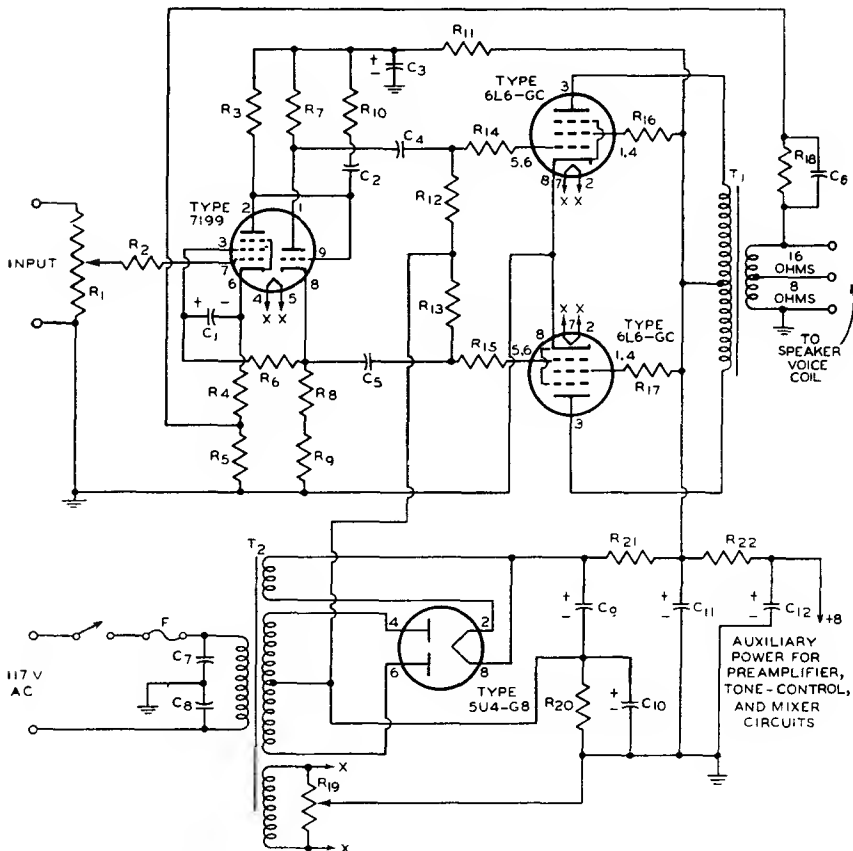 R11
C3
TYPE
6L6-GC
3
R3
R7
R10
R14
R16
C4
R18
C6
5,6
1,4
C2
8
7
2
X X
T1
TYPE
7199
2
1
R12
INPUT
R1
R2
3
7
6
9
4
5
8
X X
16
OHMS
8
OHMS
C1
R13
X X
8
7
2
TYPE
6L6-GC
TO
SPEAKER
VOICE
COIL
R6
C5
R15
5,6
1,4
R17
R4
R8
3
R5
R9
T2
R21
R22
F
4
2
C9
C11
C12
+B
117 V
AC
C7
C8
6
8
TYPE
5U4-GB
R20
C10
AUXILIARY
POWER FOR
PREAMPLIFIER,
TONE-CONTROL,
AND MIXER
CIRCUITS
X
R19
X